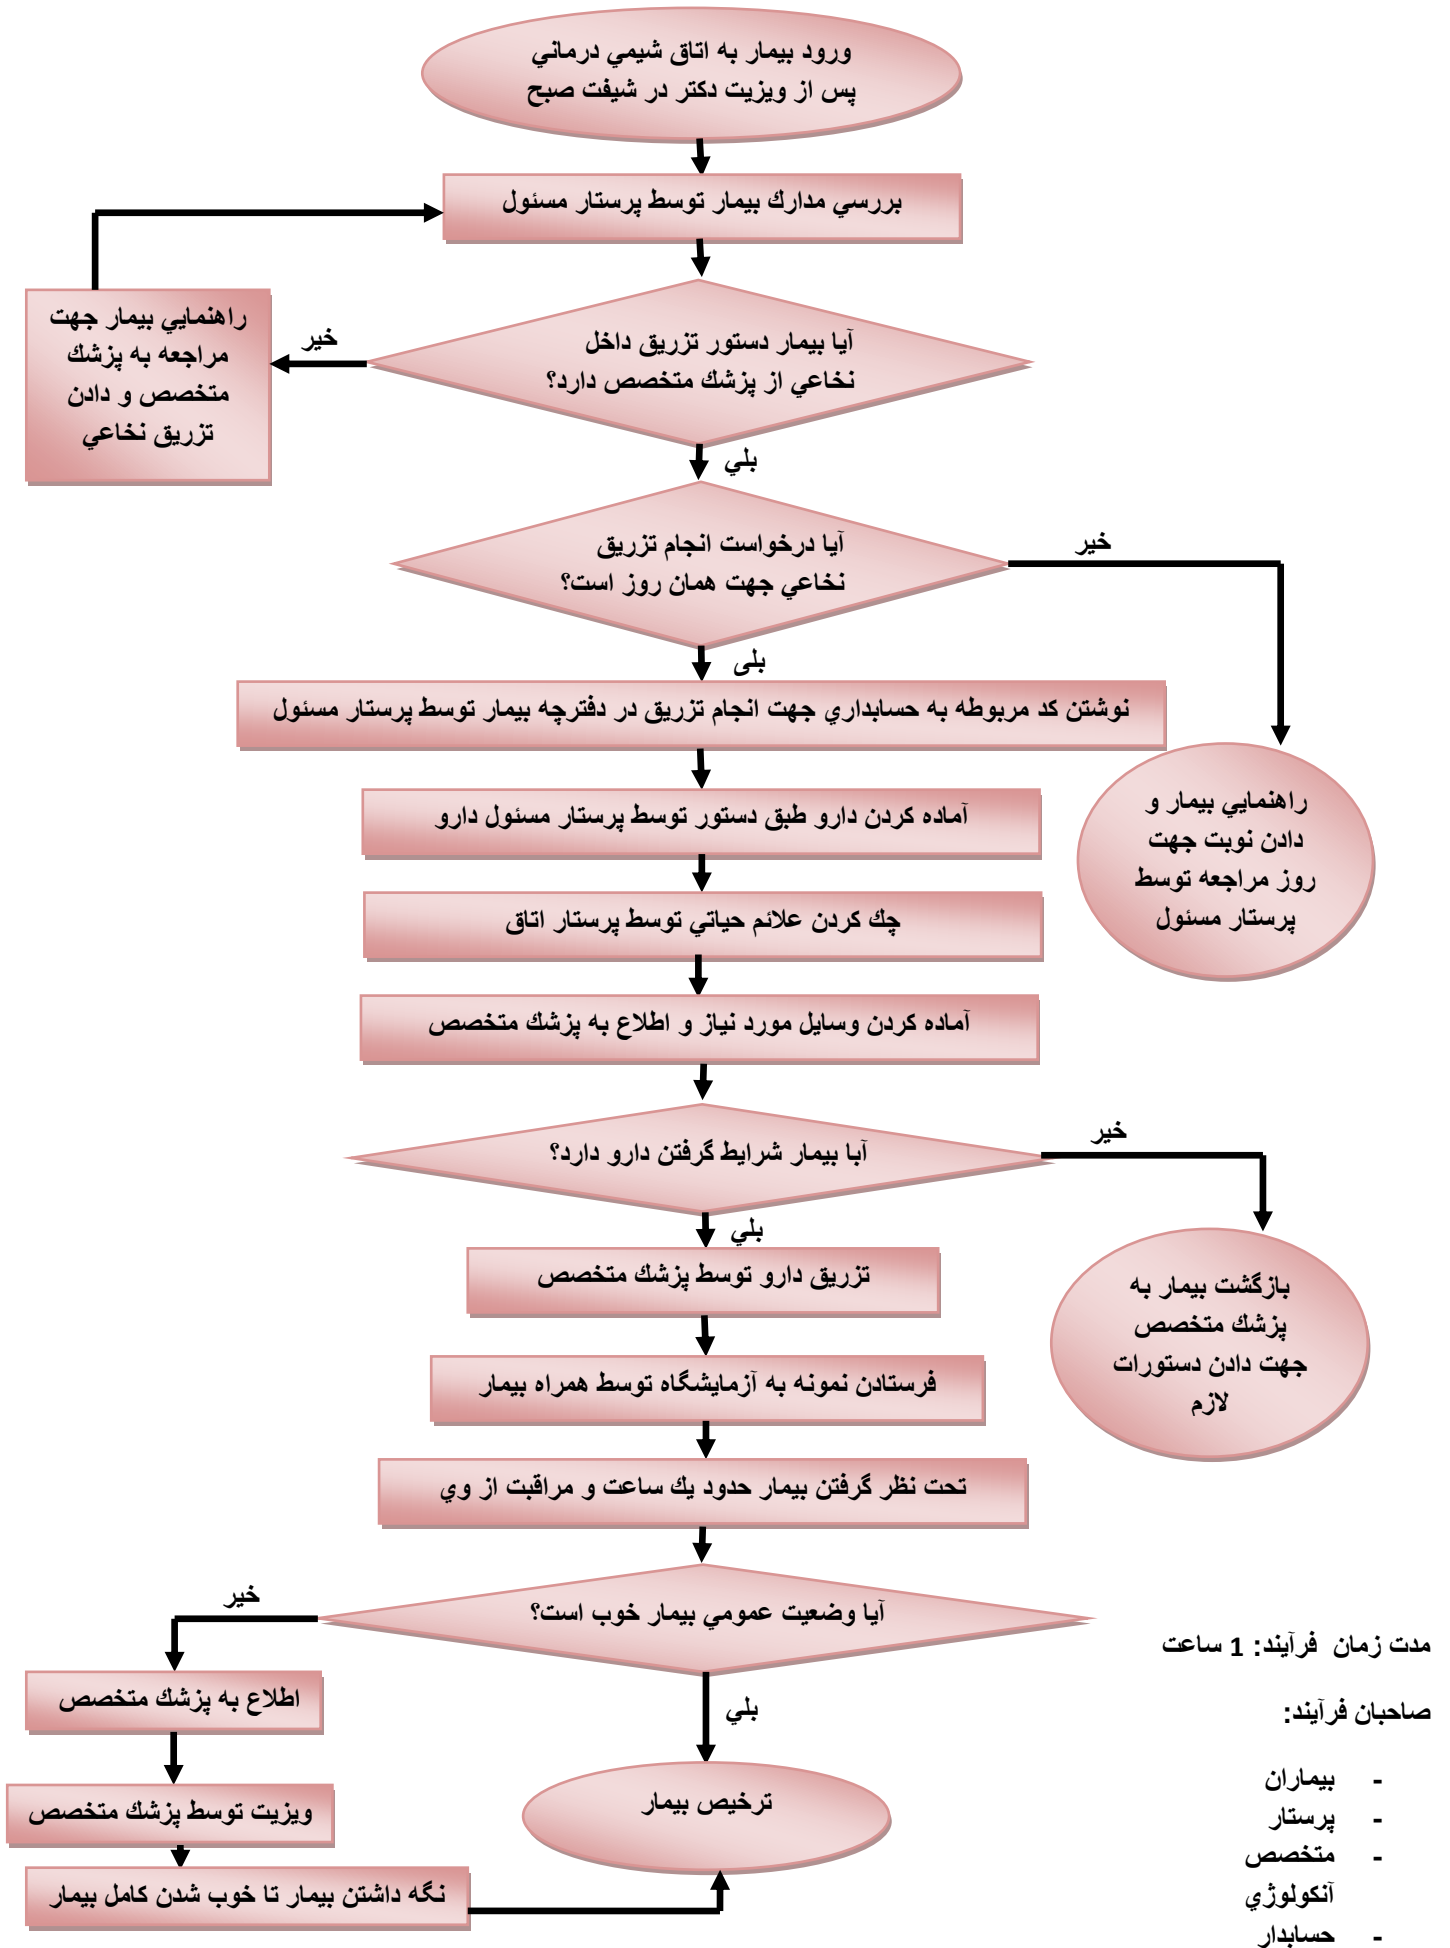 ورود بيمار به اتاق شيمي درماني
پس از ويزيت دكتر در شيفت صبح
بررسي مدارك بيمار توسط پرستار مسئول
راهنمايي بيمار جهت
مراجعه به پزشك
متخصص و دادن
تزريق نخاعي
خير
آيا بيمار دستور تزريق داخل
نخاعي از پزشك متخصص دارد؟
بلي
آيا درخواست انجام تزريق
نخاعي جهت همان روز است؟
خير
بلی
نوشتن كد مربوطه به حسابداري جهت انجام تزريق در دفترچه بيمار توسط پرستار مسئول
راهنمايي بيمار و
دادن نوبت جهت
روز مراجعه توسط
پرستار مسئول
آماده كردن دارو طبق دستور توسط پرستار مسئول دارو
چك كردن علائم حياتي توسط پرستار اتاق
آماده كردن وسايل مورد نياز و اطلاع به پزشك متخصص
آبا بيمار شرايط گرفتن دارو دارد؟
خير
بلي
بازگشت بيمار به
پزشك متخصص
جهت دادن دستورات
لازم
تزريق دارو توسط پزشك متخصص
فرستادن نمونه به آزمايشگاه توسط همراه بيمار
تحت نظر گرفتن بيمار حدود يك ساعت و مراقبت از وي
آيا وضعيت عمومي بيمار خوب است؟
خير
بلي
اطلاع به پزشك متخصص
ويزيت توسط پزشك متخصص
نگه داشتن بيمار تا خوب شدن كامل بيمار
ترخيص بيمار
مدت زمان فرآيند: 1 ساعت
صاحبان فرآيند:
- بيماران
- پرستار
- متخصص
آنكولوژي
- حسابدار